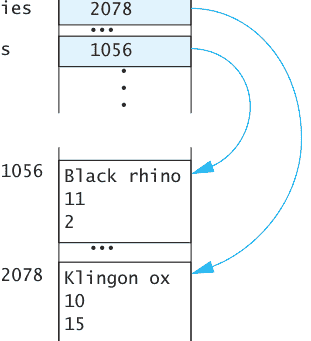 ies 2078
...
s 1056
.
.
.
1056 Black rhino
11
2
...
2078 Klingon ox
10
15